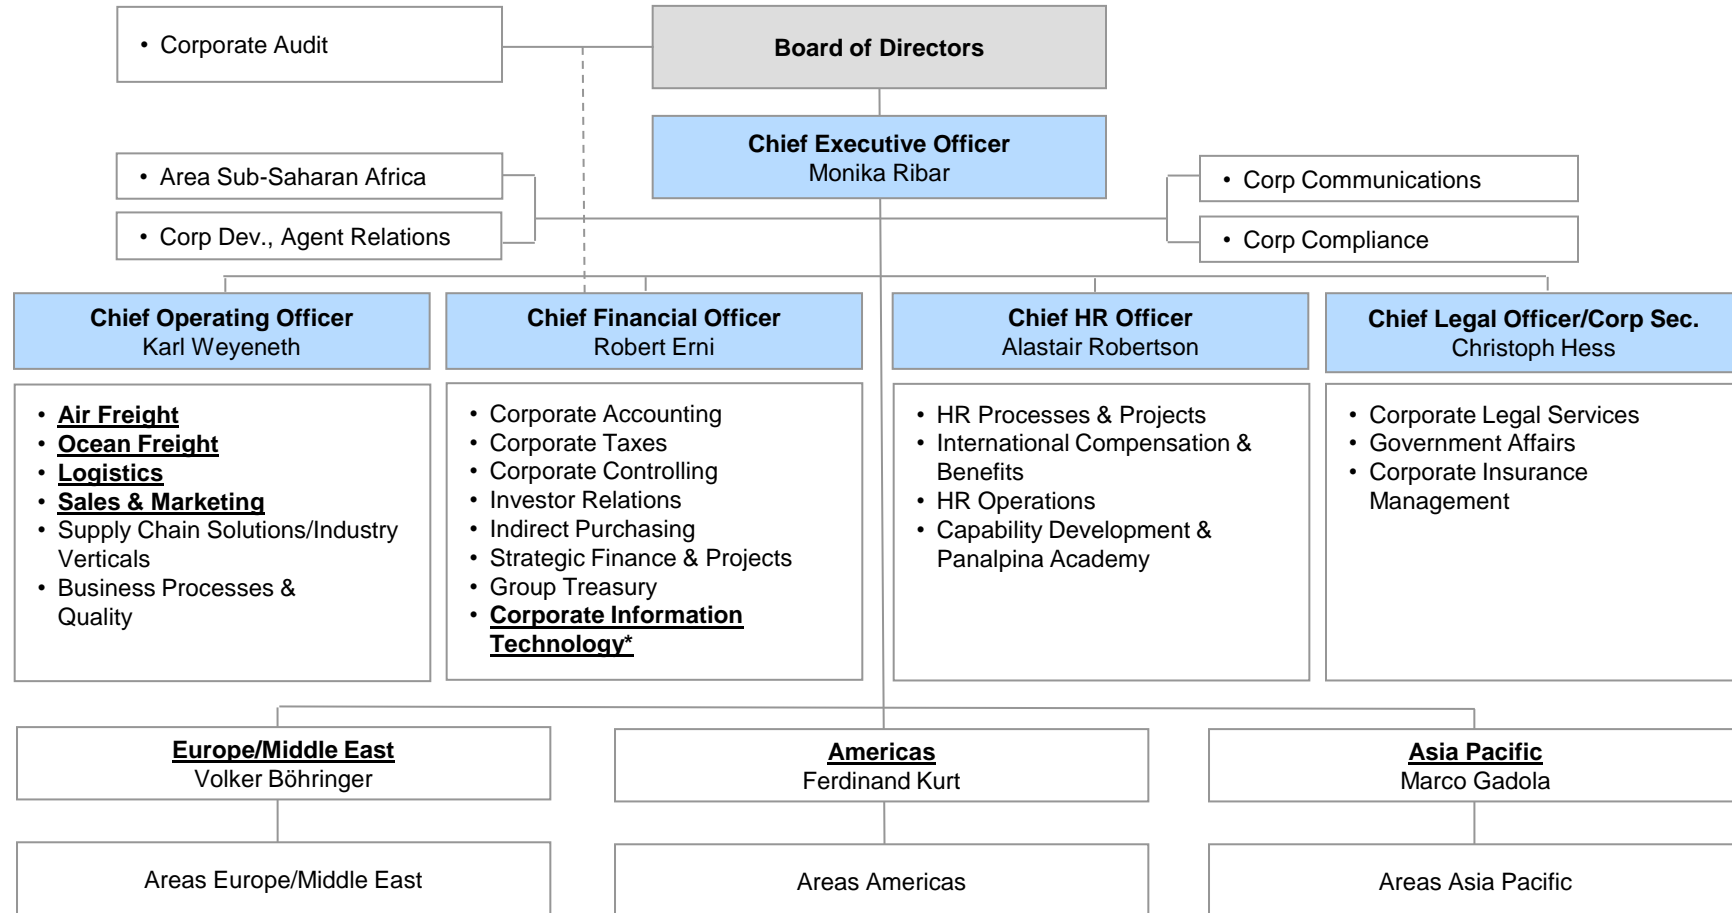 • Corporate Audit
Board of Directors
Chief Executive Officer
Monika Ribar
• Area Sub-Saharan Africa
• Corp Dev., Agent Relations
• Corp Communications
• Corp Compliance
Chief Operating Officer
Karl Weyeneth
• Air Freight
• Ocean Freight
• Logistics
• Sales & Marketing
• Supply Chain Solutions/Industry
Verticals
• Business Processes &
Quality
Chief Financial Officer
Robert Erni
• Corporate Accounting
• Corporate Taxes
• Corporate Controlling
• Investor Relations
• Indirect Purchasing
• Strategic Finance & Projects
• Group Treasury
• Corporate Information
Technology*
Chief HR Officer
Alastair Robertson
• HR Processes & Projects
• International Compensation &
Benefits
• HR Operations
• Capability Development &
Panalpina Academy
Chief Legal Officer/Corp Sec.
Christoph Hess
• Corporate Legal Services
• Government Affairs
• Corporate Insurance
Management
Europe/Middle East
Volker Böhringer
Areas Europe/Middle East
Americas
Ferdinand Kurt
Areas Americas
Asia Pacific
Marco Gadola
Areas Asia Pacific